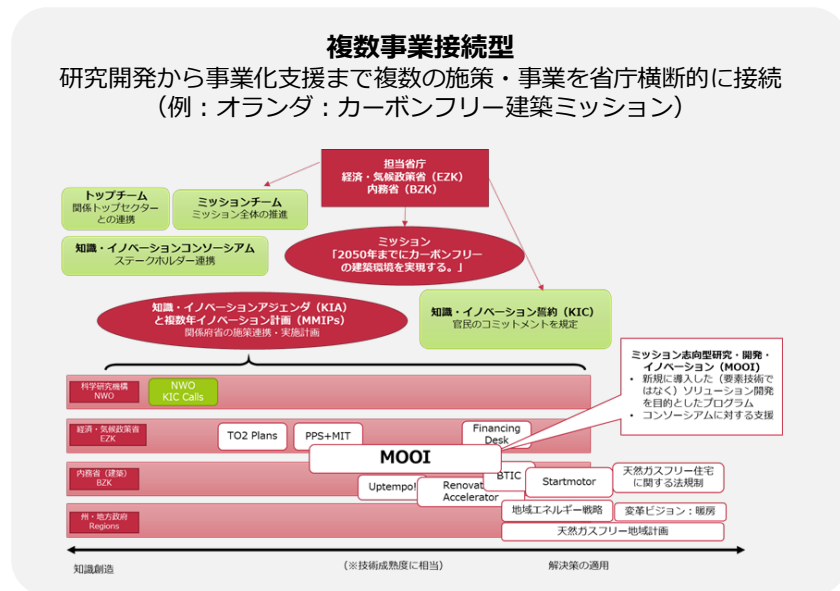 複数事業接続型
研究開発から事業化支援まで複数の施策・事業を省庁横断的に接続
（例：オランダ：カーボンフリー建築ミッション）
担当省庁
経済・気候政策省（EZK）
内務省（BZK）
トップチーム
関係トップセクター
との連携
ミッションチーム
ミッション全体の推進
知識・イノベーションコンソーシアム
ステークホルダー連携
ミッション
「2050年までにカーボンフリー
の建築環境を実現する。」
知識・イノベーションアジェンダ（KIA）
と複数年イノベーション計画（MMIPs）
関係府省の施策連携・実施計画
知識・イノベーション誓約（KIC）
官民のコミットメントを規定
ミッション志向型研究・開発・
イノベーション（MOOI）
• 新規に導入した（要素技術で
はなく）ソリューション開発
を目的としたプログラム
• コンソーシアムに対する支援
科学研究機構
NWO
NWO
KIC Calls
経済・気候政策省
EZK
TO2 Plans
PPS+MIT
Financing
Desk
MOOI
内務省（建築）
BZK
Uptempo!
Accelerator
BTIC
Startmotor
天然ガスフリー住宅
に関する法規制
州・地方政府
Regions
地域エネルギー戦略
変革ビジョン：暖房
天然ガスフリー地域計画
知識創造
（※技術成熟度に相当）
解決策の適用